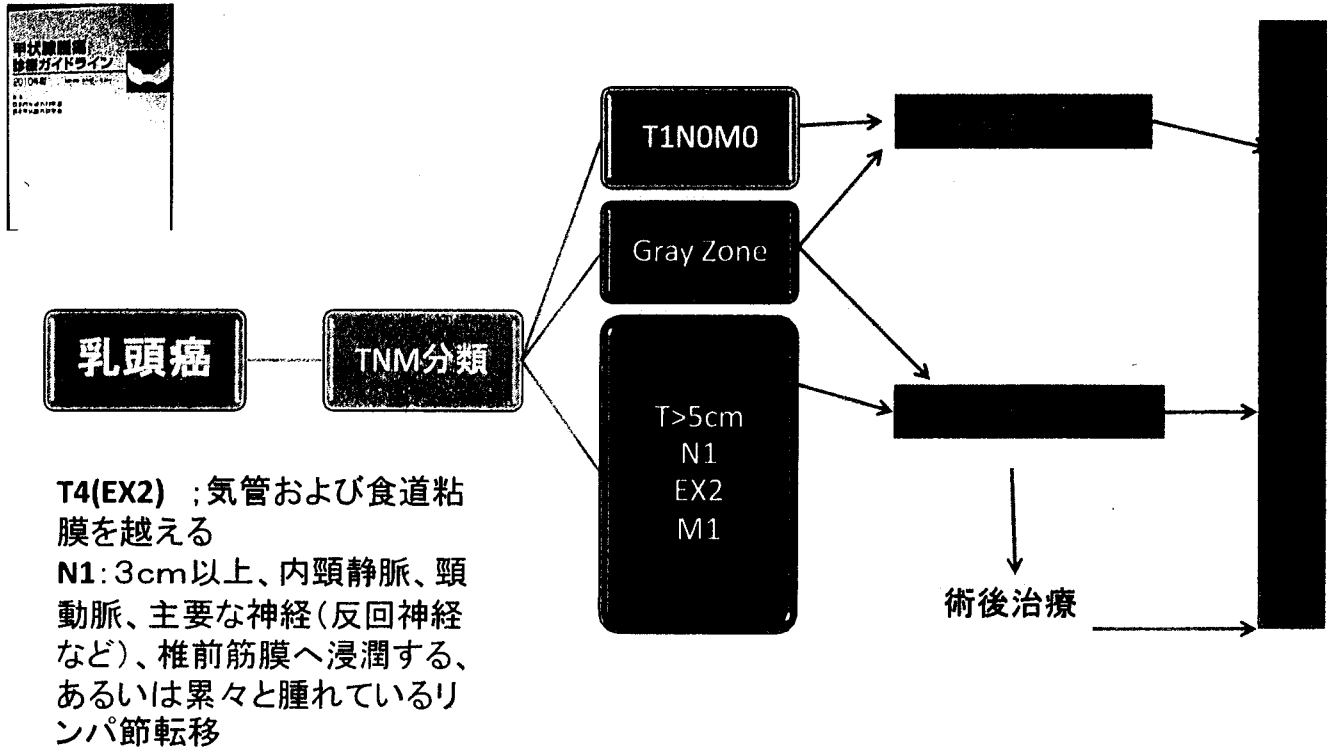 甲状腺腫瘍
診療ガイドライン
2010年版
T1N0M0
Gray Zone
乳頭癌
TNM分類
T>5cm
N1
EX2
M1
T4(EX2) ;気管および食道粘
膜を越える
N1:3cm以上、内頸静脈、頸
動脈、主要な神経(反回神経
など)、椎前筋膜へ浸潤する、
あるいは累々と腫れているリ
ンパ節転移
術後治療